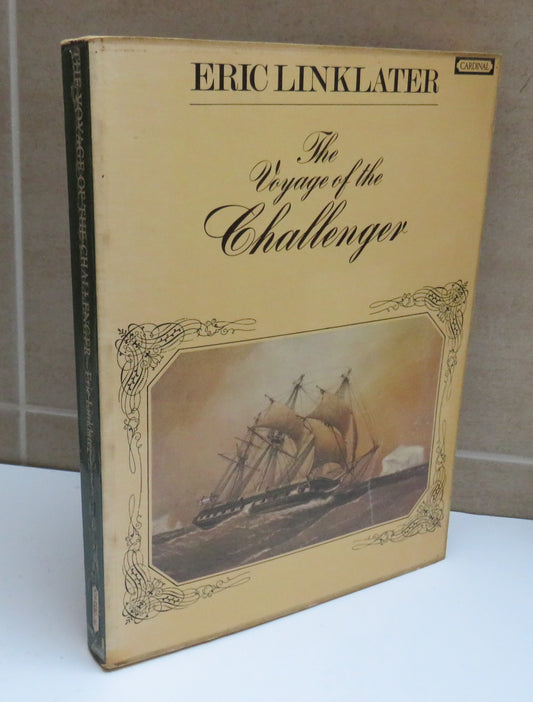 ERIC LINKLATER
CARDINAL
The
Voyage of the
Challenger
THE VOYAGE OF THE CHALLENGER—Eric Linklater